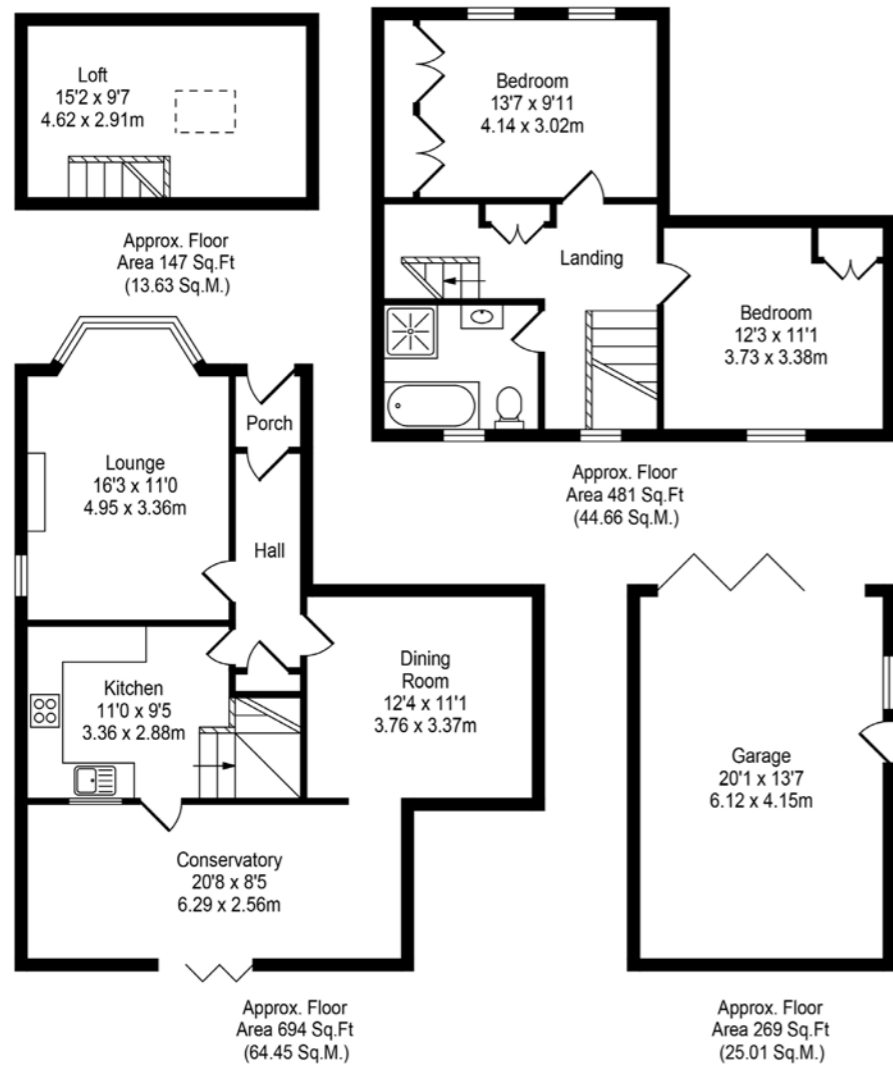 Loft
15'2 x 9'7
4.62 x 2.91m
Approx. Floor
Area 147 Sq.Ft
(13.63 Sq.M.)
Bedroom
13'7 x 9'11
4.14 x 3.02m
Landing
Bedroom
12'3 x 11'1
3.73 x 3.38m
Approx. Floor
Area 481 Sq.Ft
(44.66 Sq.M.)
Porch
Lounge
16'3 x 11'0
4.95 x 3.36m
Hall
Kitchen
11'0 x 9'5
3.36 x 2.88m
Dining
Room
12'4 x 11'1
3.76 x 3.37m
Conservatory
20'8 x 8'5
6.29 x 2.56m
Approx. Floor
Area 694 Sq.Ft
(64.45 Sq.M.)
Garage
20'1 x 13'7
6.12 x 4.15m
Approx. Floor
Area 269 Sq.Ft
(25.01 Sq.M.)